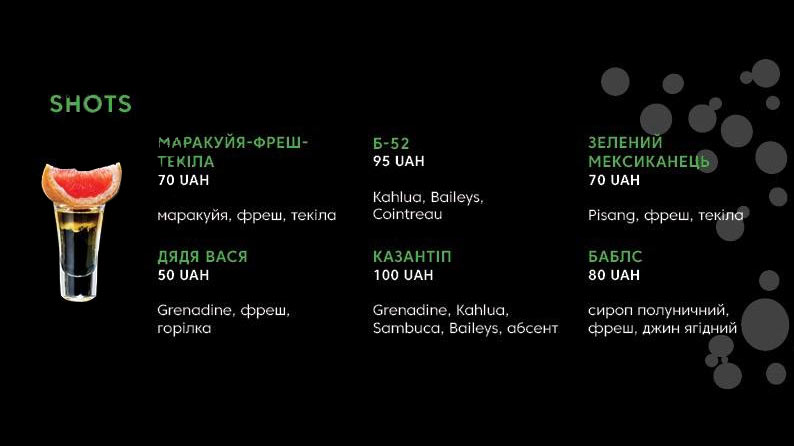 SHOTS
МАРАКУЙЯ-ФРЕШ-
ТЕКІЛА
70 UAH
маракуйя, фреш, текіла
Б-52
95 UAH
Kahlua, Baileys,
Cointreau
ЗЕЛЕНИЙ
МЕКСИКАНЕЦЬ
70 UAH
Pisang, фреш, текіла
ДЯДЯ ВАСЯ
50 UAH
Grenadine, фреш,
горілка
КАЗАНТІП
100 UAH
Grenadine, Kahlua,
Sambuca, Baileys, абсент
БАБЛС
80 UAH
сироп полуничний,
фреш, джин ягідний